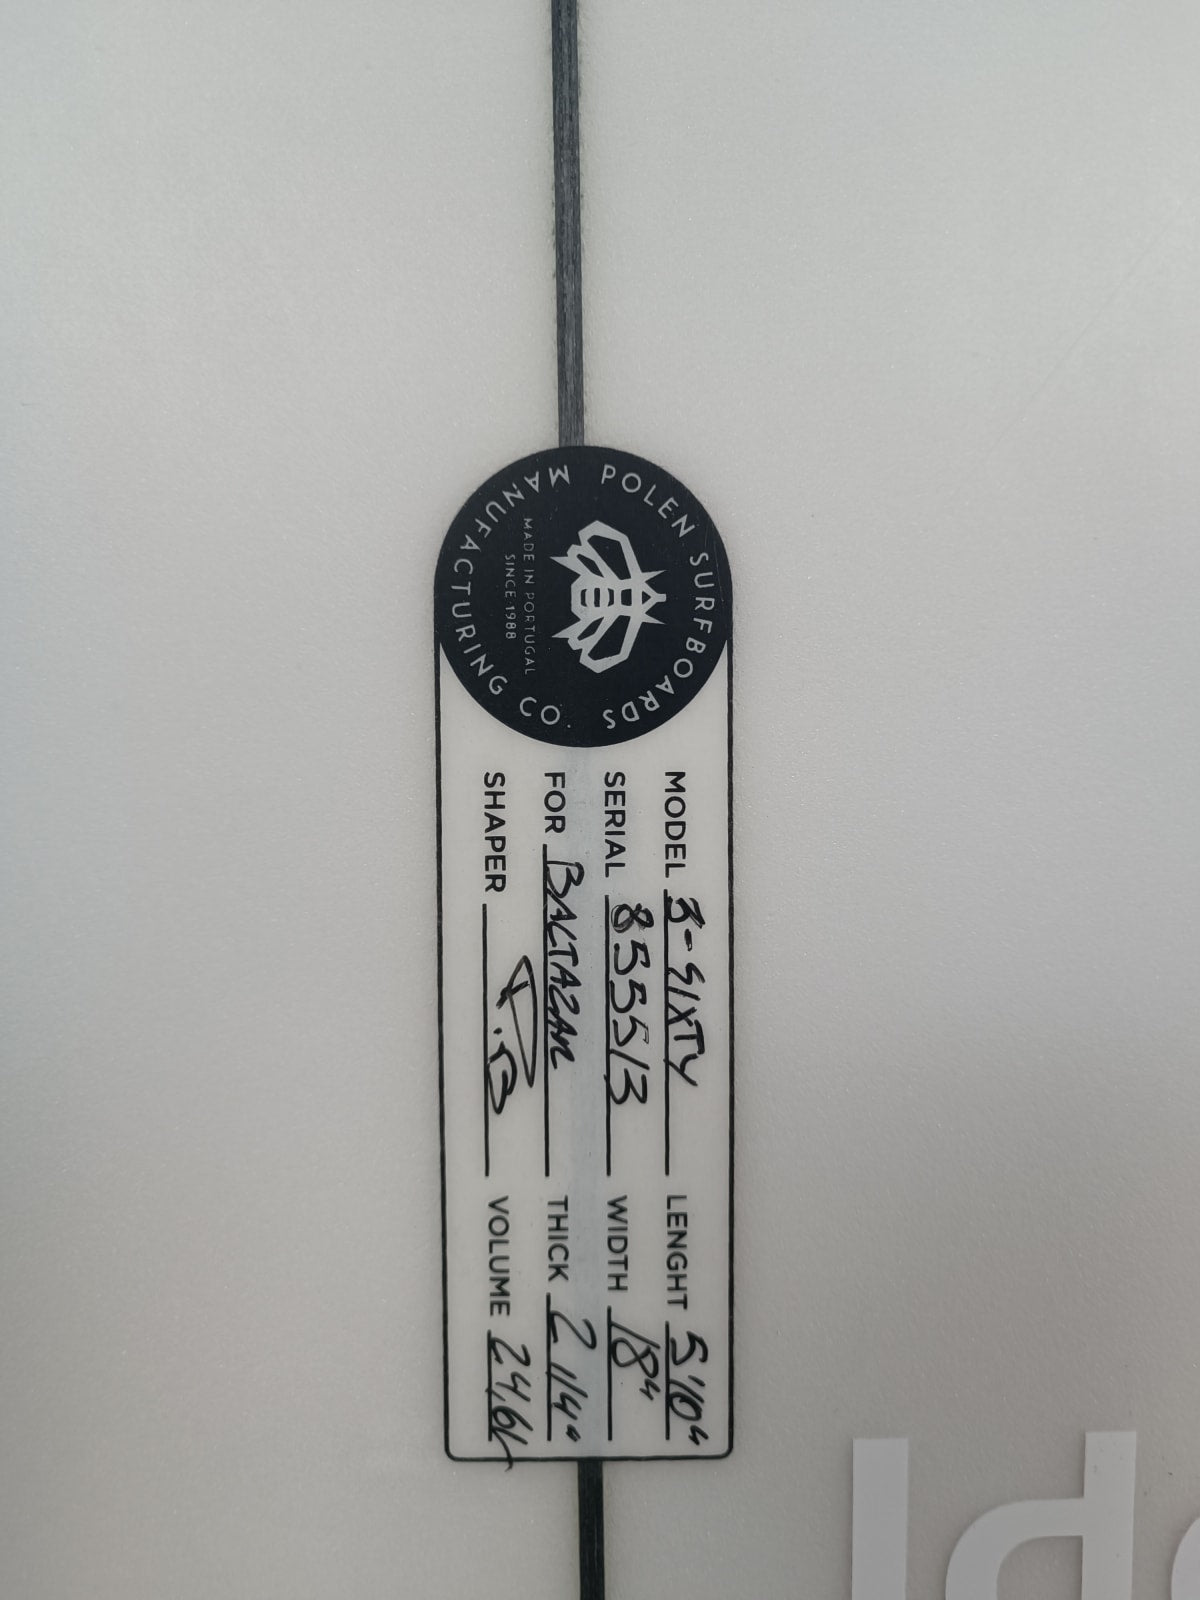 POLEN SURFBOARDS
MANUFACTURING CO.
MADE IN PORTUGAL
SINCE 1988
MODEL 3-SIXTY LENGHT 5'10"
SERIAL 855513 WIDTH 18"
FOR BALTAZAR THICK 2 1/4"
SHAPER P.B VOLUME 24,6L